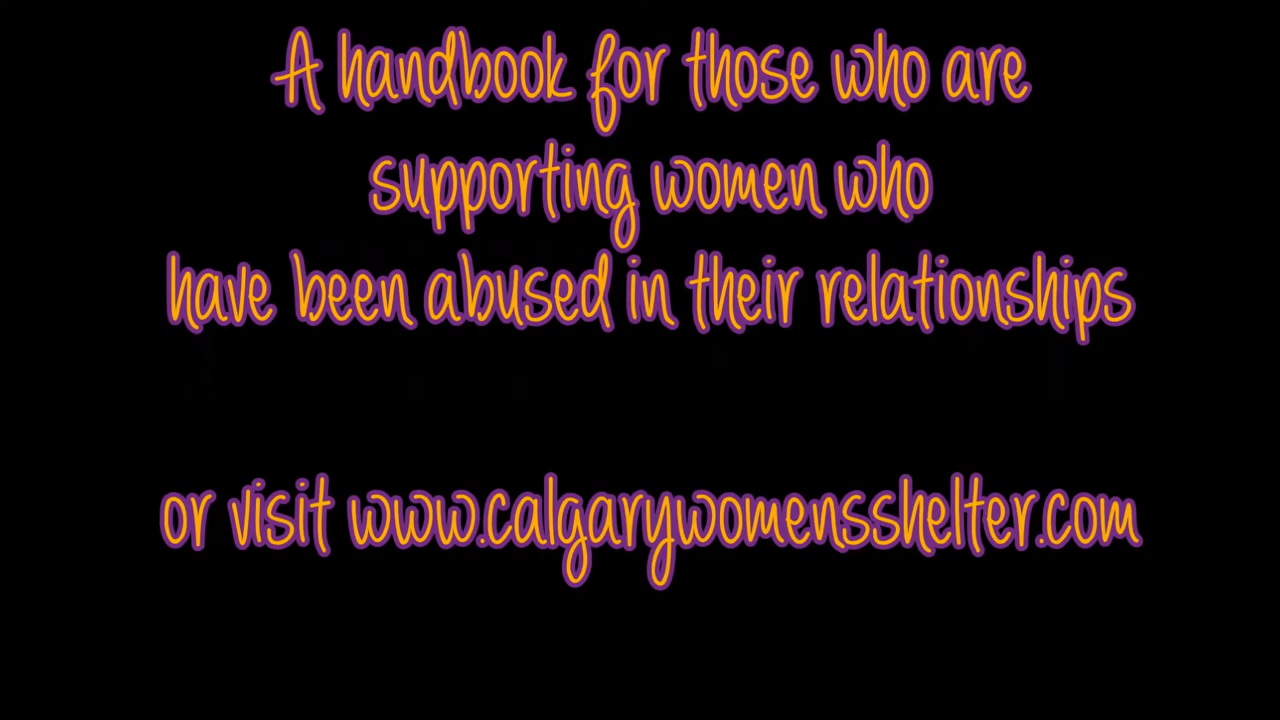 A handbook for those who are
supporting women who
have been abused in their relationships
or visit www.calgarywomensshelter.com